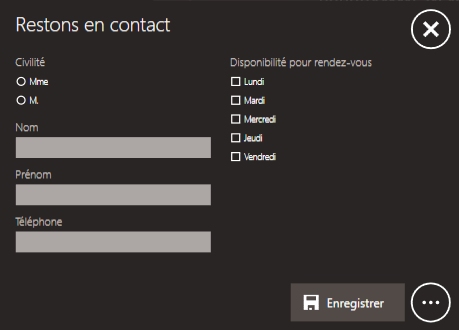 Restons en contact
Civilité
Mme
M.
Nom
Prénom
Téléphone
Disponibilité pour rendez-vous
Lundi
Mardi
Mercredi
Jeudi
Vendredi
Enregistrer